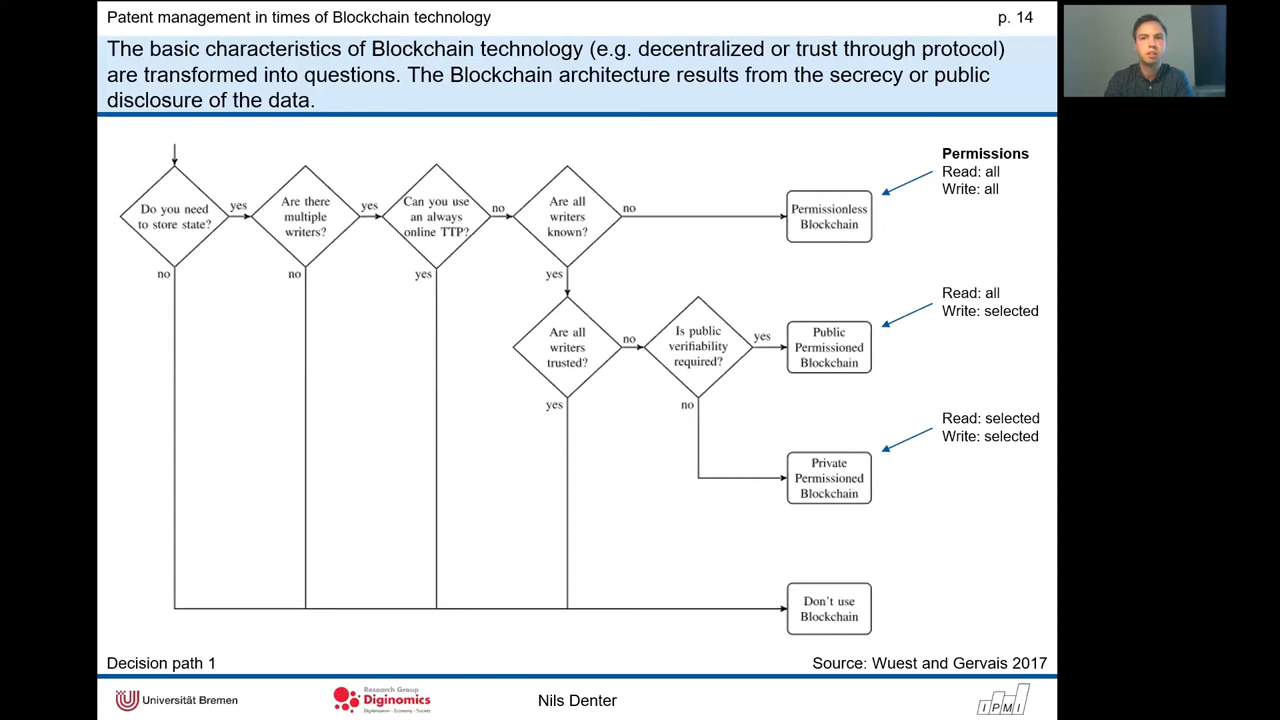 Patent management in times of Blockchain technology
p. 14
The basic characteristics of Blockchain technology (e.g. decentralized or trust through protocol)
are transformed into questions. The Blockchain architecture results from the secrecy or public
disclosure of the data.
Do you need
to store state?
yes
no
Are there
multiple
writers?
yes
no
Can you use
an always
online TTP?
no
yes
Are all
writers
known?
no
yes
Permissionless
Blockchain
Permissions
Read: all
Write: all
Are all
writers
trusted?
no
yes
Is public
verifiability
required?
yes
no
Public
Permissioned
Blockchain
Read: all
Write: selected
Private
Permissioned
Blockchain
Read: selected
Write: selected
Don't use
Blockchain
Decision path 1
Source: Wuest and Gervais 2017
Universität Bremen
Research Group
Diginomics
Digitalization - Economy - Society
Nils Denter
IPMI